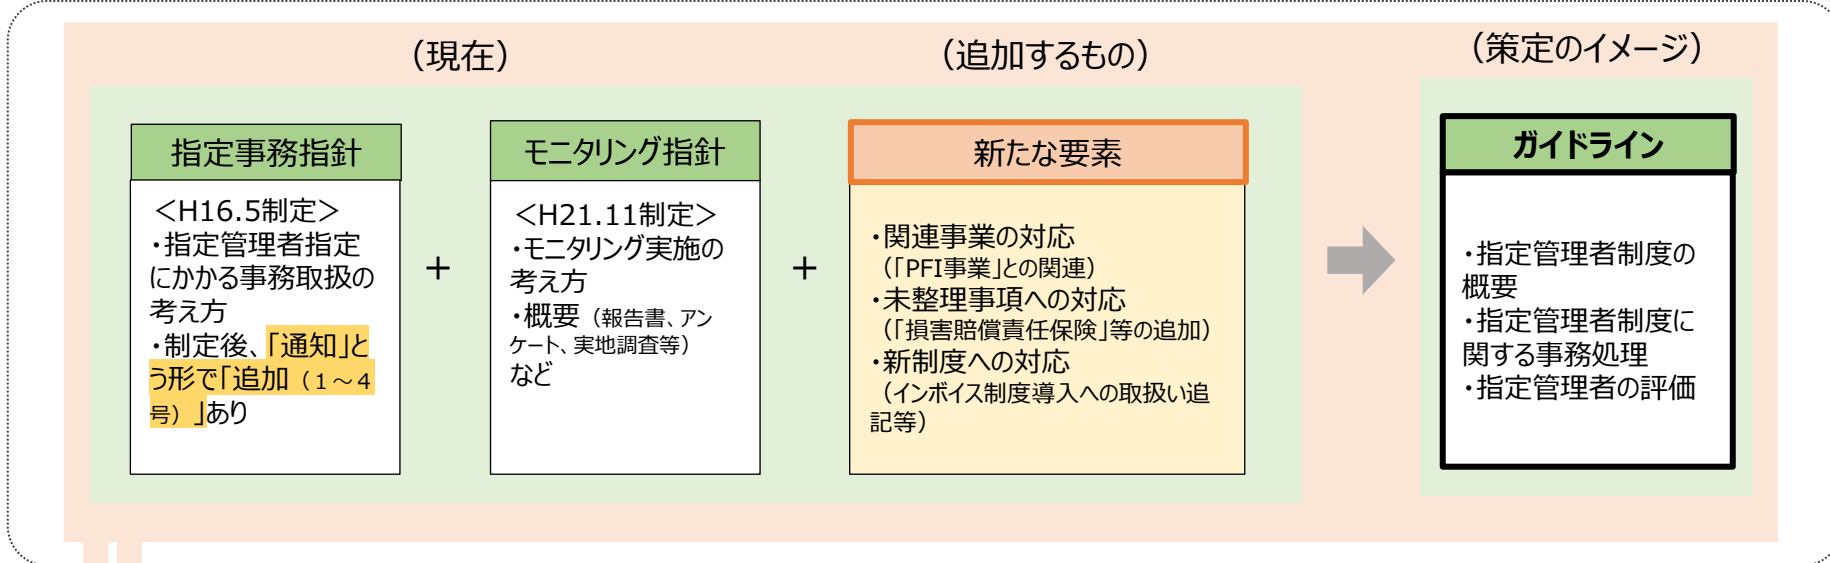 （現在）
（追加するもの）
（策定のイメージ）
指定事務指針
＜H16.5制定＞
・指定管理者指定
にかかる事務取扱の
考え方
・制定後、「通知」と
う形で「追加（１～４
号）」あり
＋
モニタリング指針
＜H21.11制定＞
・モニタリング実施の
考え方
・概要（報告書、アン
ケート、実地調査等）
など
＋
新たな要素
・関連事業の対応
（「PFI事業」との関連）
・未整理事項への対応
（「損害賠償責任保険」等の追加）
・新制度への対応
（インボイス制度導入への取扱い追
記等）
ガイドライン
・指定管理者制度の
概要
・指定管理者制度に
関する事務処理
・指定管理者の評価